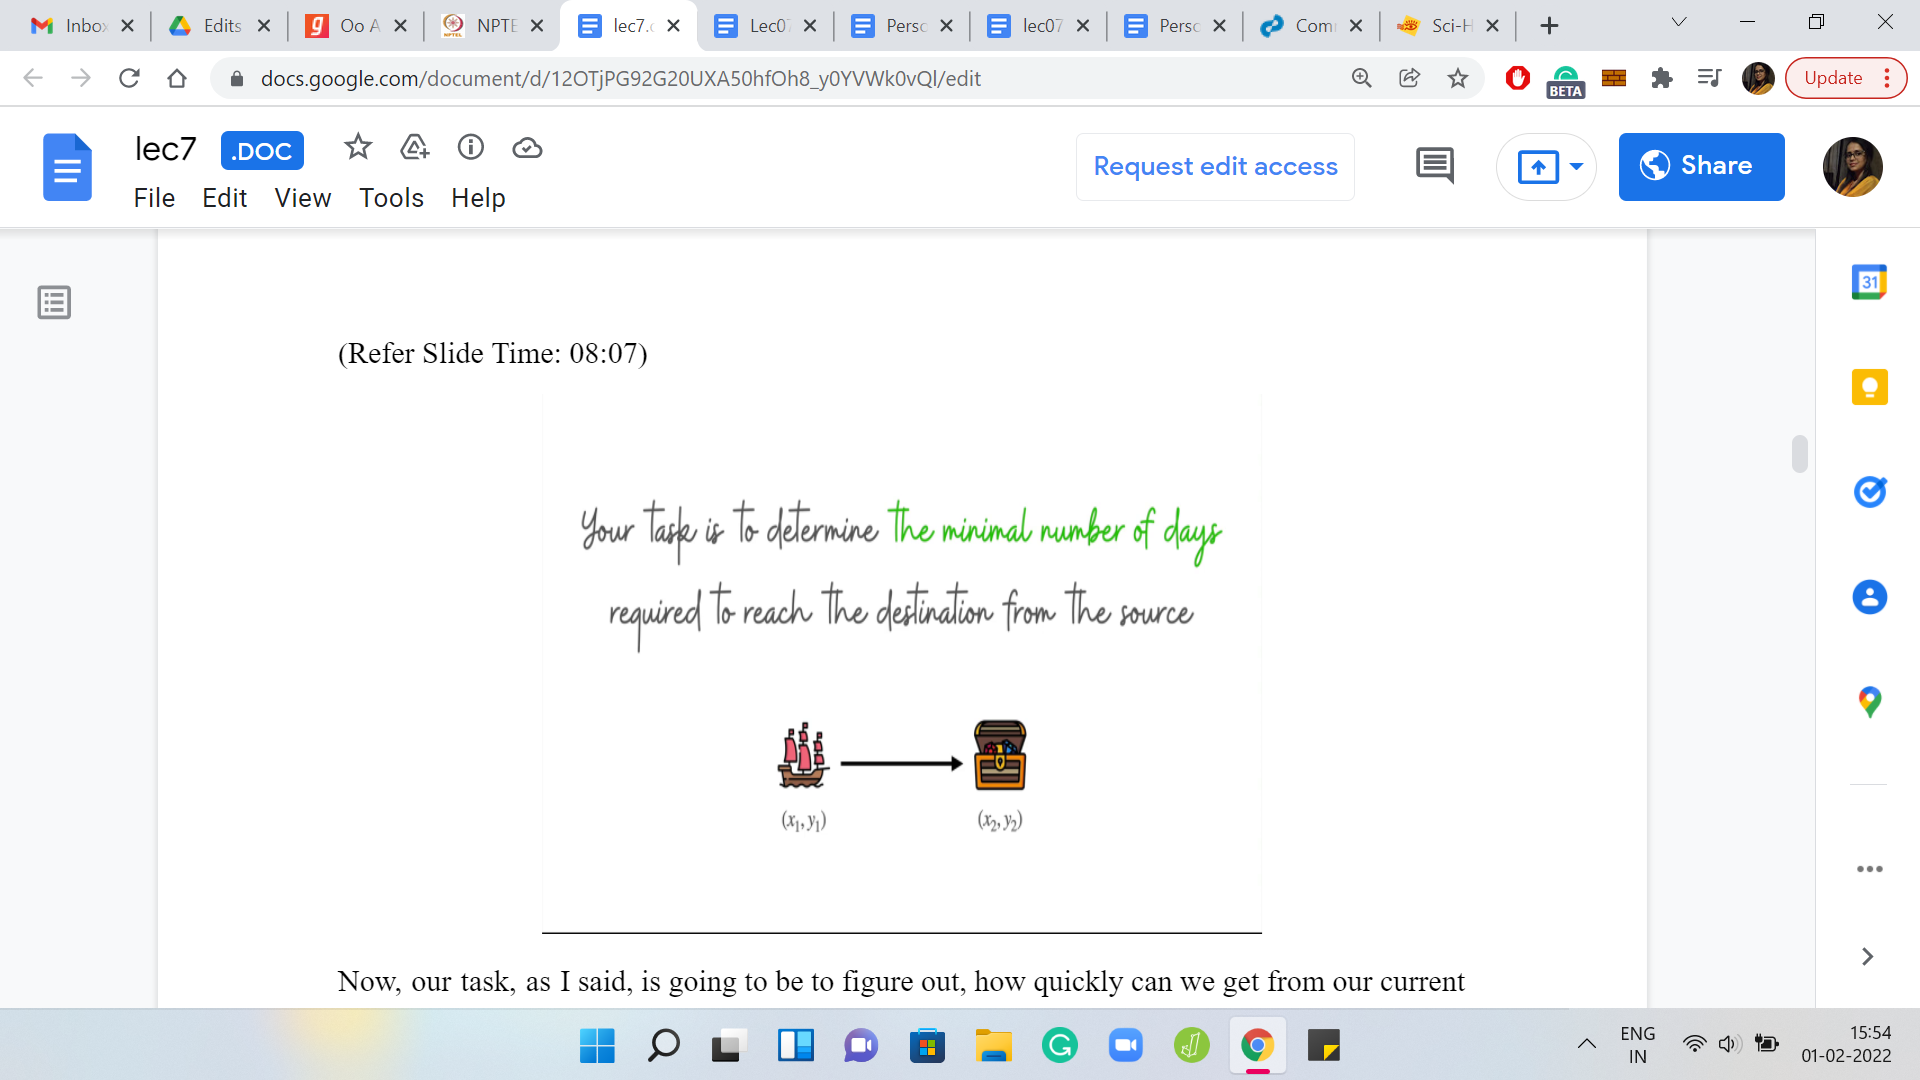 Inbox
Edits
Oo A
NPTE
lec7.c
Lec07
Perso
lec07
Perso
Com
Sci-H
docs.google.com/document/d/12OTjPG92G20UXA50hfOh8_y0YVWk0vQl/edit
BETA
Update
lec7 .DOC
Request edit access
Share
File Edit View Tools Help
31
(Refer Slide Time: 08:07)
Your task is to determine the minimal number of days
required to reach the destination from the source
(x₁, y₁) (x₂, y₂)
Now, our task, as I said, is going to be to figure out, how quickly can we get from our current
ENG
IN
15:54
01-02-2022